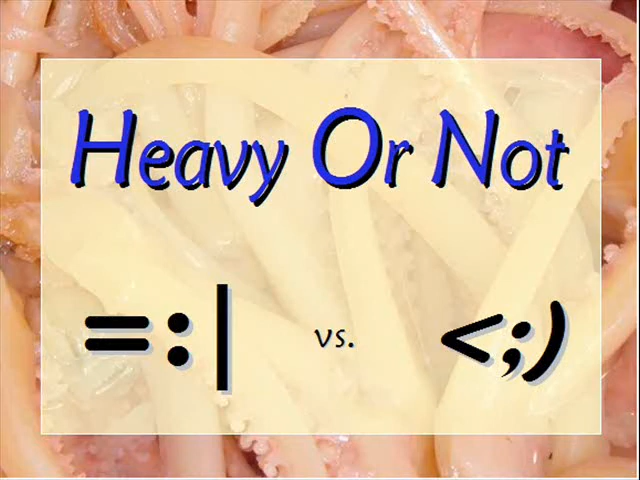 Heavy Or Not
=:| vs. <;)